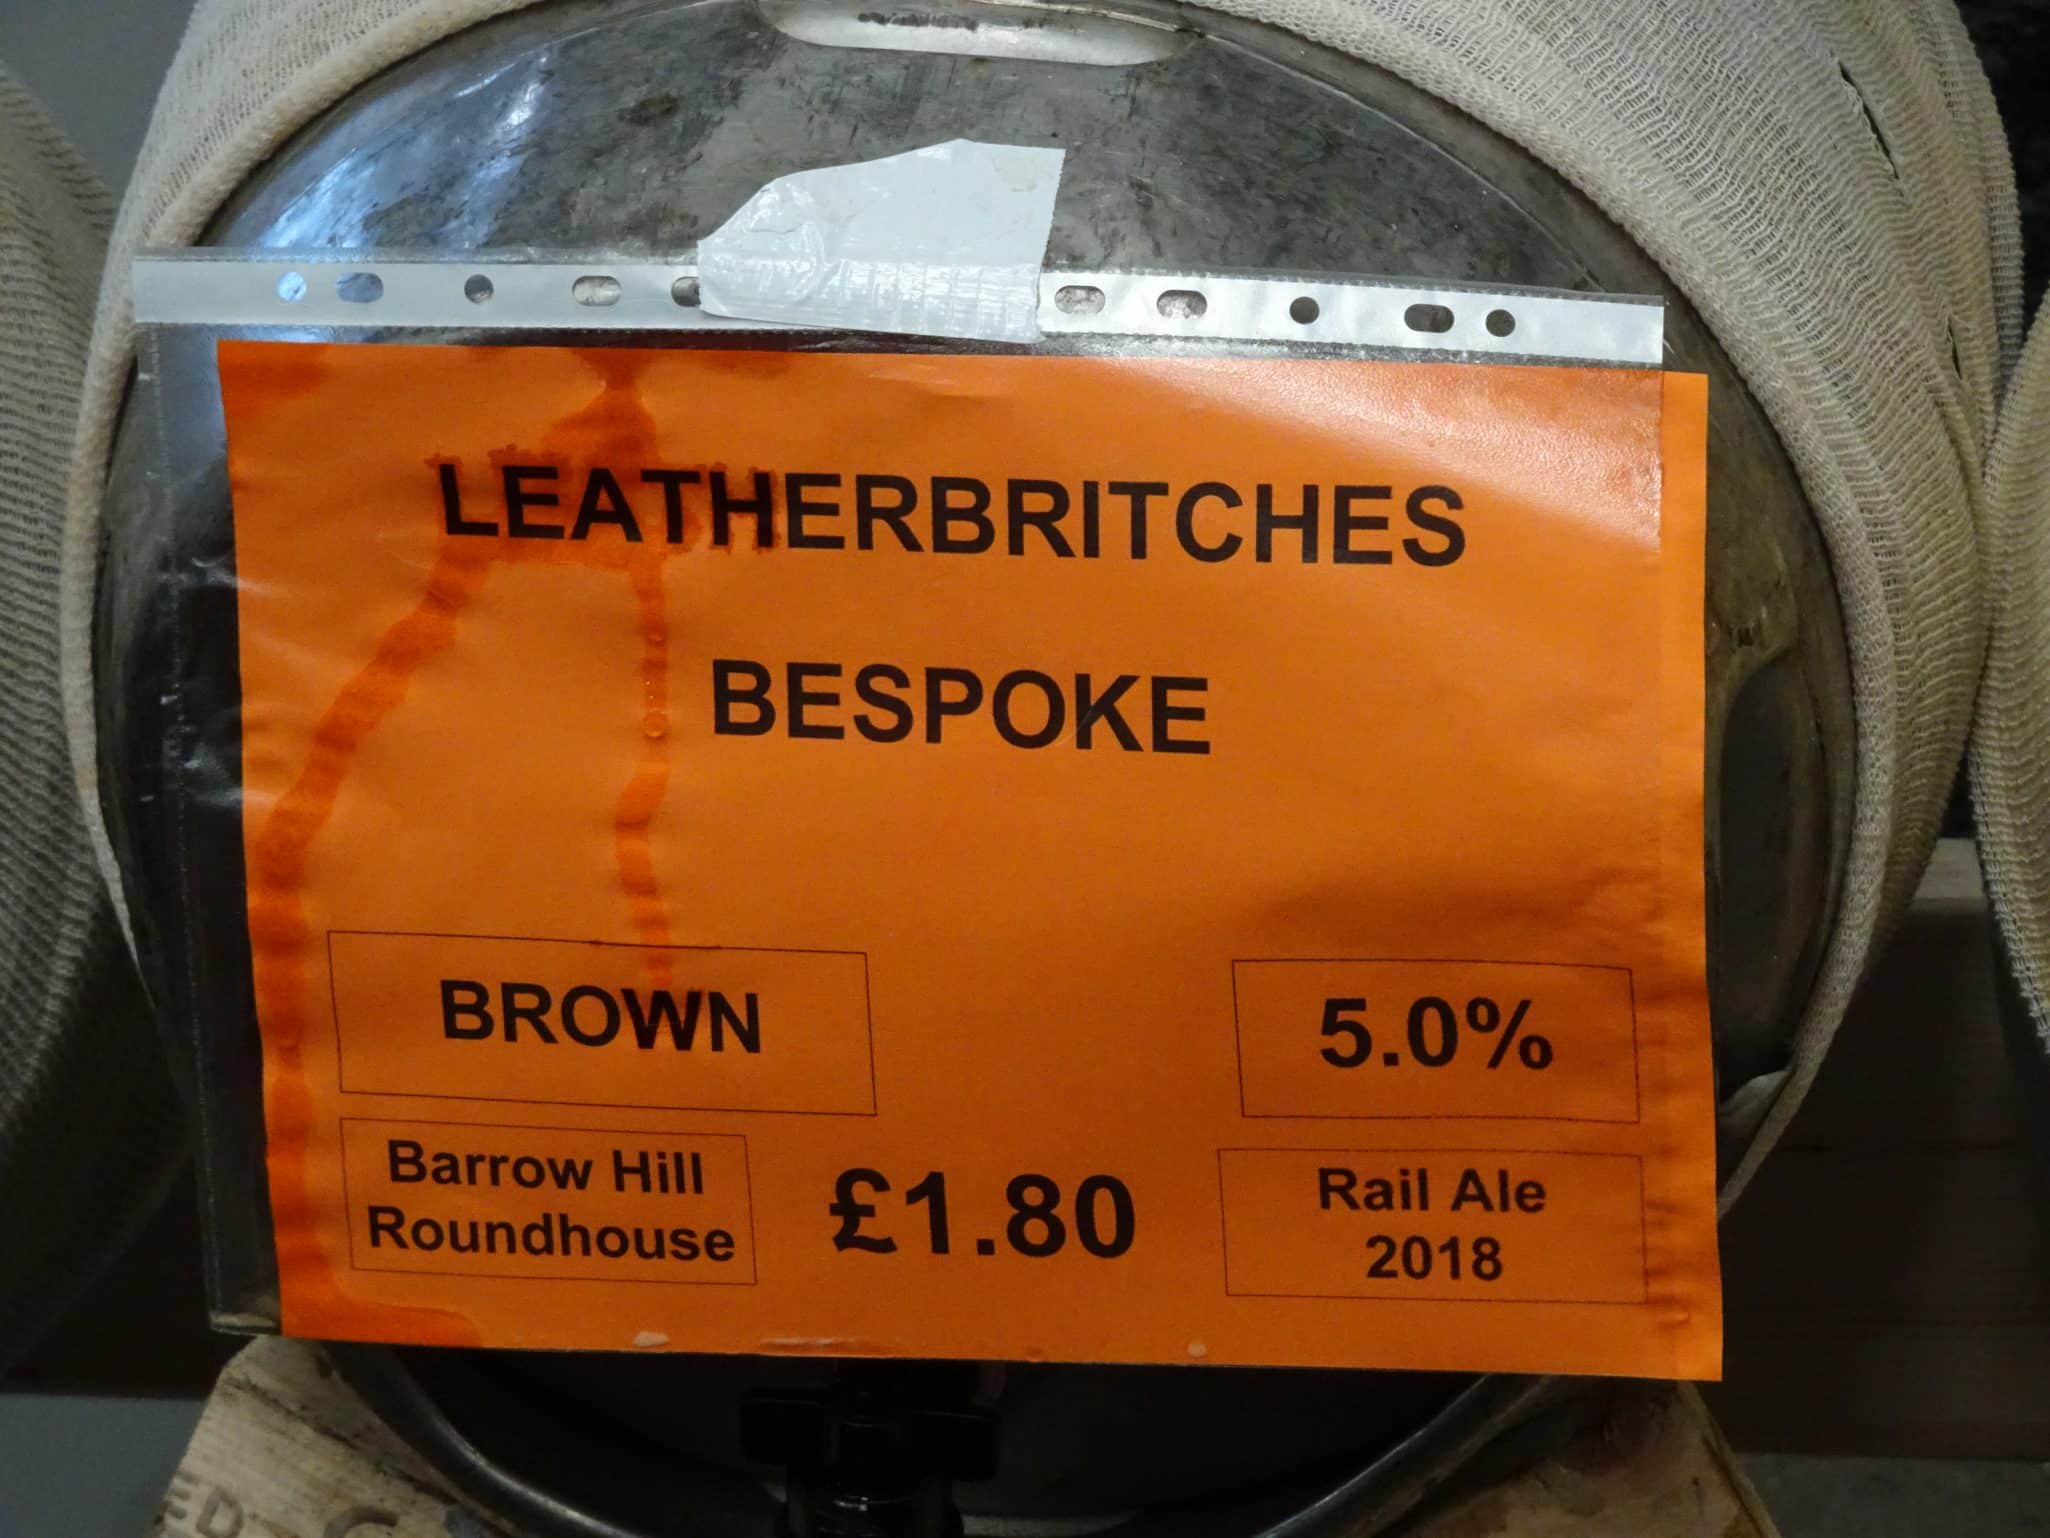 LEATHERBRITCHES
BESPOKE
BROWN
5.0%
Barrow Hill
Roundhouse
£1.80
Rail Ale
2018